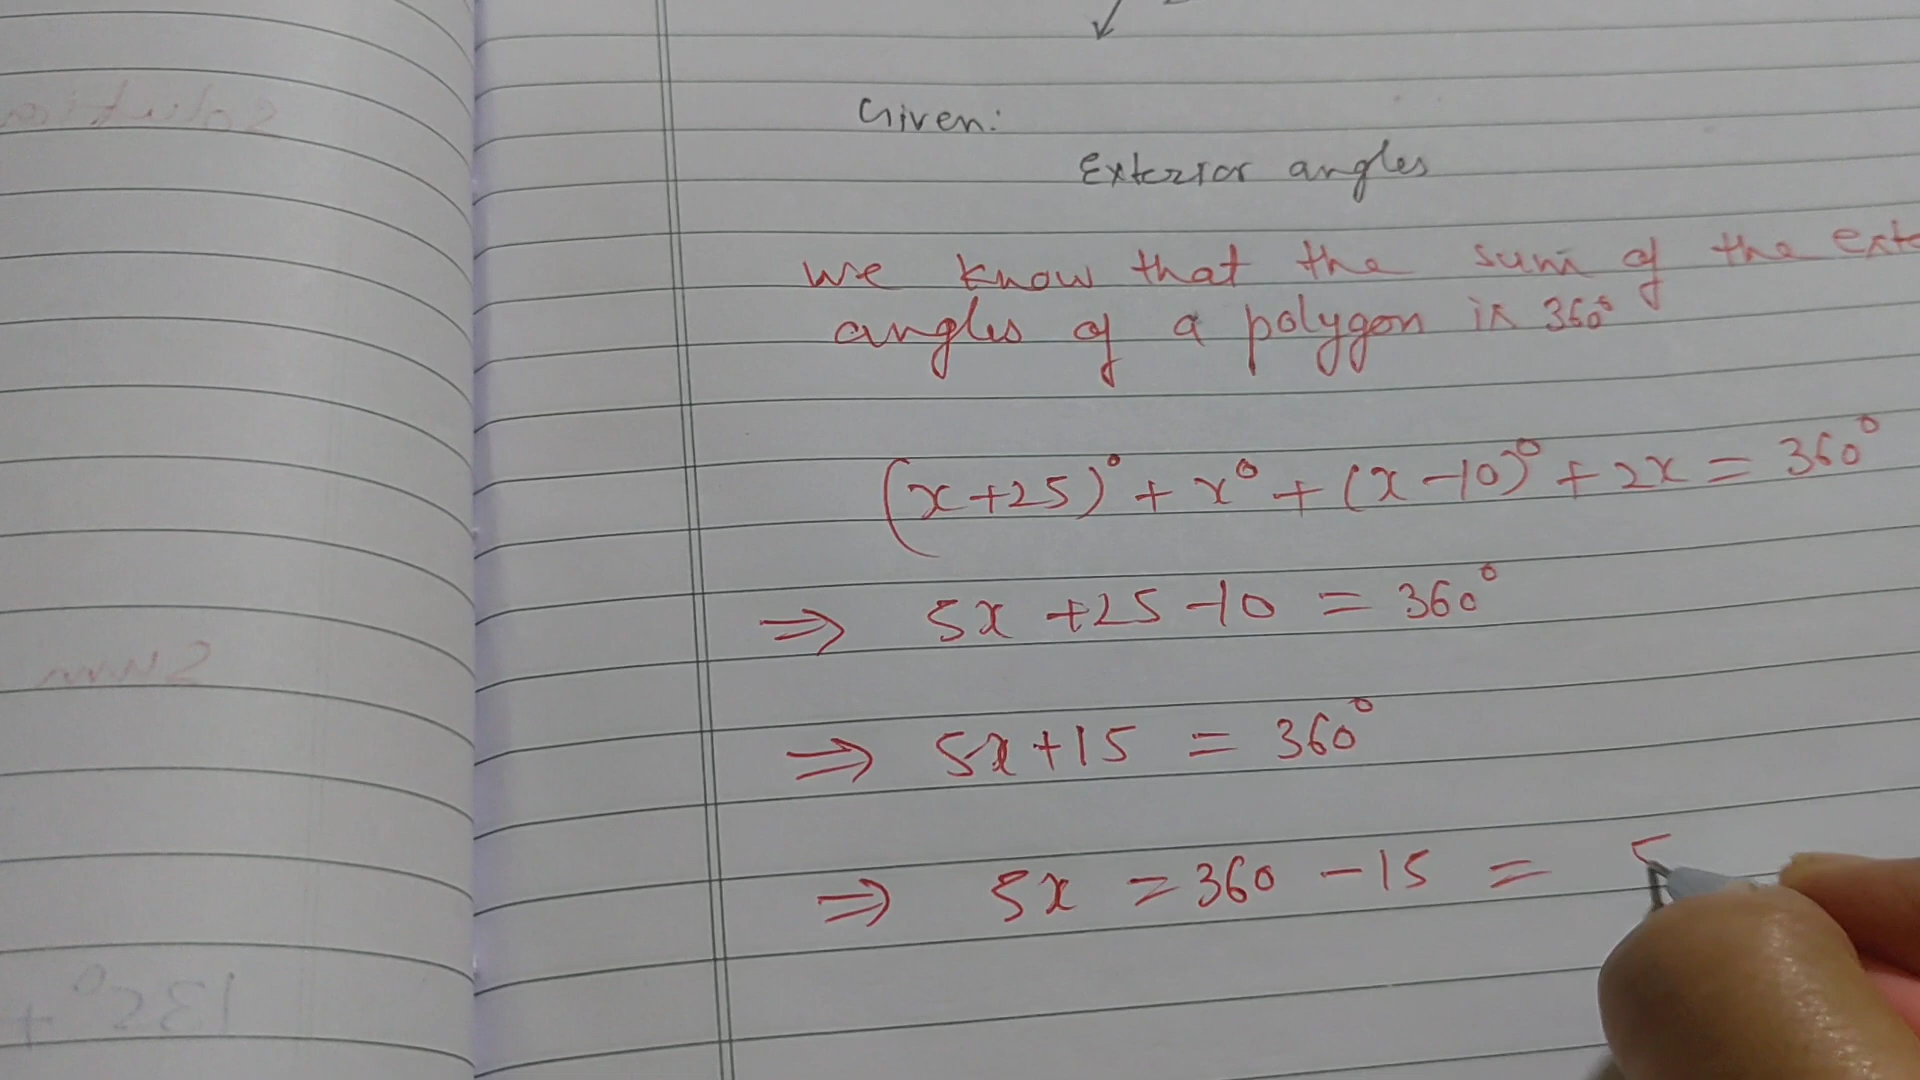 Given:
Exterior angles
we know that the sum of the exte
angles of a polygon is 360°
(x+25)° + x° + (x-10)° + 2x = 360°
⇒ 5x +25-10 = 360°
⇒ 5x+15 = 360°
⇒ 5x = 360 - 15 =